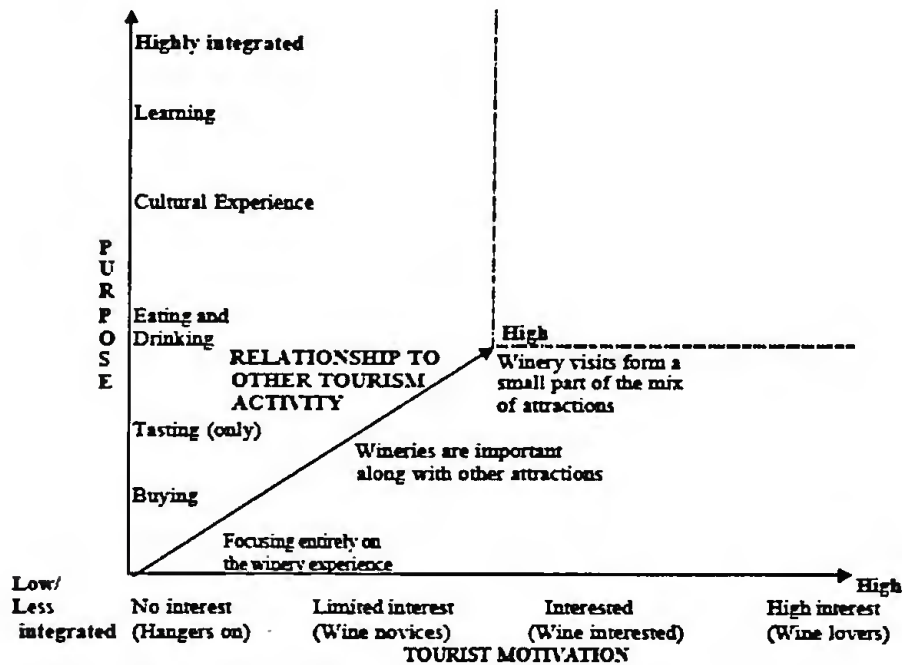 Highly integrated
Learning
Cultural Experience
PURPOSE
Eating and
Drinking
RELATIONSHIP TO
OTHER TOURISM
ACTIVITY
High
Winery visits form a
small part of the mix
of attractions
Tasting (only)
Wineries are important
along with other attractions
Buying
Focusing entirely on
the winery experience
Low/
Less
integrated
High
No interest
(Hangers on)
Limited interest
(Wine novices)
Interested
(Wine interested)
High interest
(Wine lovers)
TOURIST MOTIVATION